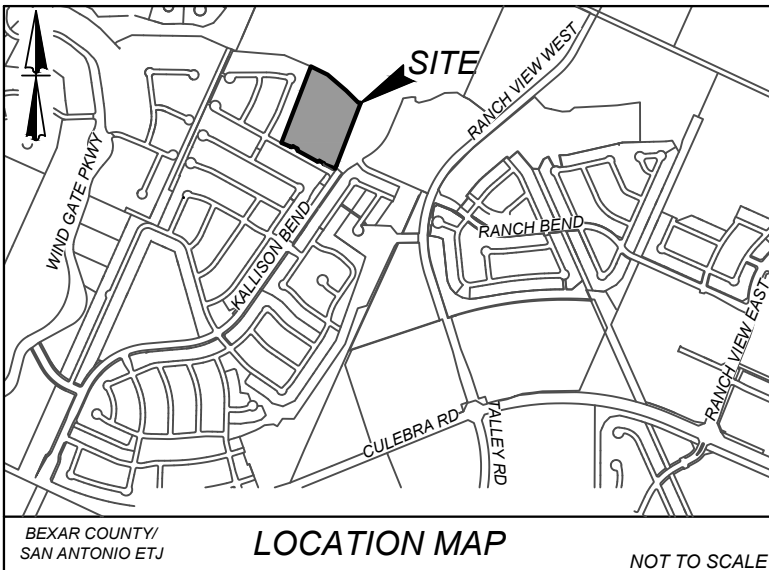 SITE
RANCH VIEW WEST
WIND GATE PKWY
KALLISON BEND
RANCH BEND
RANCH VIEW EAST
CULEBRA RD
TALLEY RD
BEXAR COUNTY/
SAN ANTONIO ETJ
LOCATION MAP
NOT TO SCALE